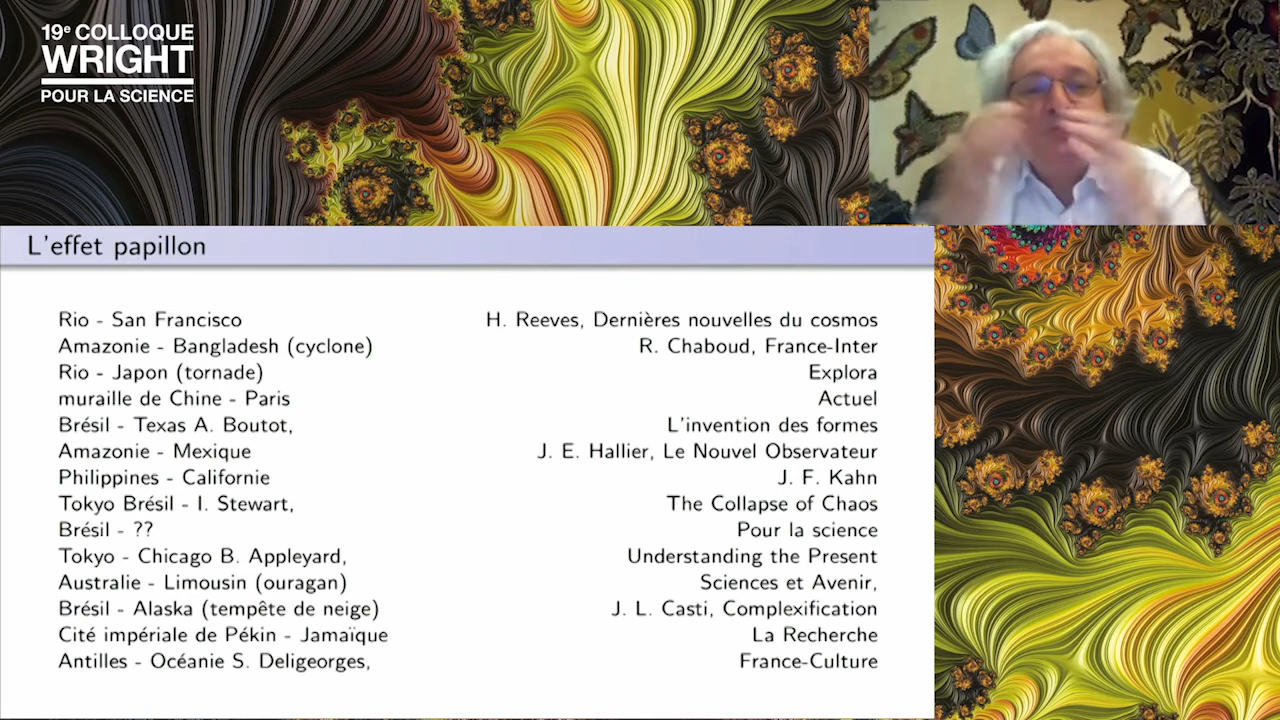 19e COLLOQUE
WRIGHT
POUR LA SCIENCE
L'effet papillon
Rio - San Francisco H. Reeves, Dernières nouvelles du cosmos
Amazonie - Bangladesh (cyclone) R. Chaboud, France-Inter
Rio - Japon (tornade) Explora
muraille de Chine - Paris Actuel
Brésil - Texas A. Boutot, L'invention des formes
Amazonie - Mexique J. E. Hallier, Le Nouvel Observateur
Philippines - Californie J. F. Kahn
Tokyo Brésil - I. Stewart, The Collapse of Chaos
Brésil - ?? Pour la science
Tokyo - Chicago B. Appleyard, Understanding the Present
Australie - Limousin (ouragan) Sciences et Avenir,
Brésil - Alaska (tempête de neige) J. L. Casti, Complexification
Cité impériale de Pékin - Jamaïque La Recherche
Antilles - Océanie S. Deligeorges, France-Culture